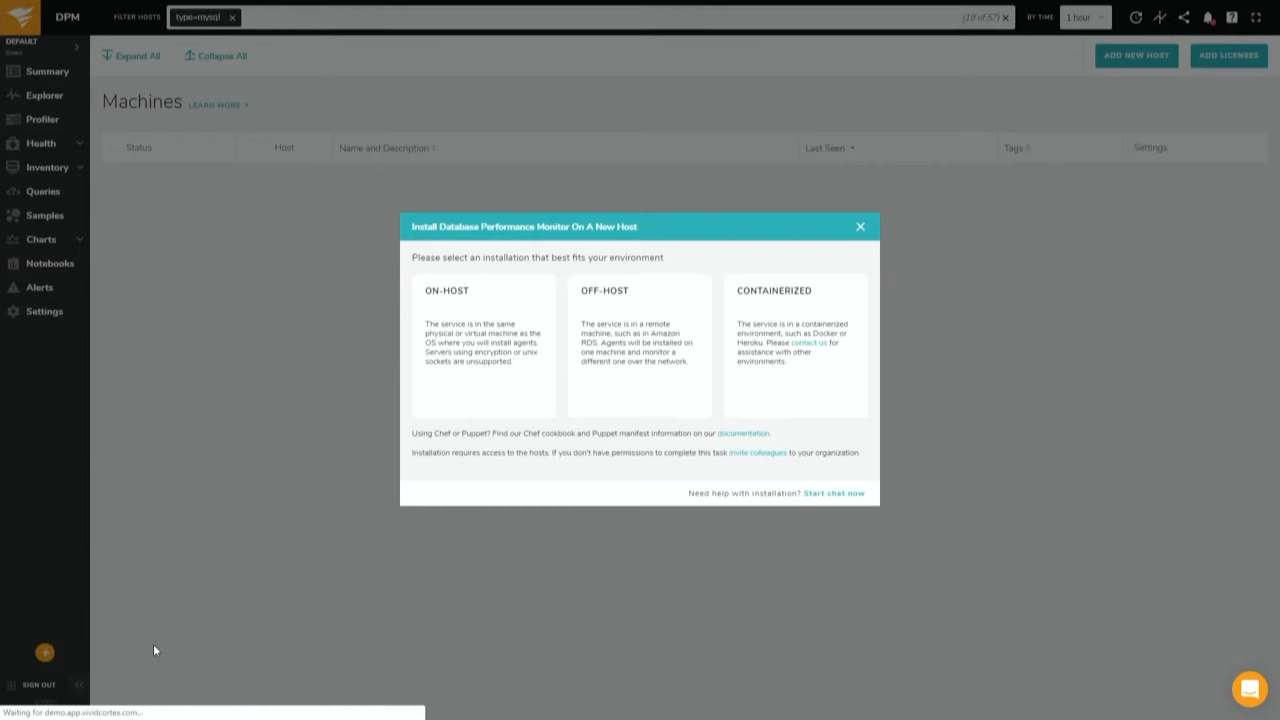 DPM
FILTER HOSTS
type=mysql
(19 of 57)
BY TIME
1 hour
DEFAULT
Demo
Summary
Explorer
Profiler
Health
Inventory
Queries
Samples
Charts
Notebooks
Alerts
Settings
SIGN OUT
Expand All
Collapse All
ADD NEW HOST
ADD LICENSES
Machines
LEARN MORE
Status
Host
Name and Description
Last Seen
Tags
Settings
Install Database Performance Monitor On A New Host
Please select an installation that best fits your environment
ON-HOST
The service is in the same
physical or virtual machine as the
OS where you will install agents.
Servers using encryption or unix
sockets are unsupported.
OFF-HOST
The service is in a remote
machine, such as in Amazon
RDS. Agents will be installed on
one machine and monitor a
different one over the network.
CONTAINERIZED
The service is in a containerized
environment, such as Docker or
Heroku. Please contact us for
assistance with other
environments.
Using Chef or Puppet? Find our Chef cookbook and Puppet manifest information on our documentation.
Installation requires access to the hosts. If you don't have permissions to complete this task invite colleagues to your organization.
Need help with installation? Start chat now
Waiting for demo.app.vividcortex.com...